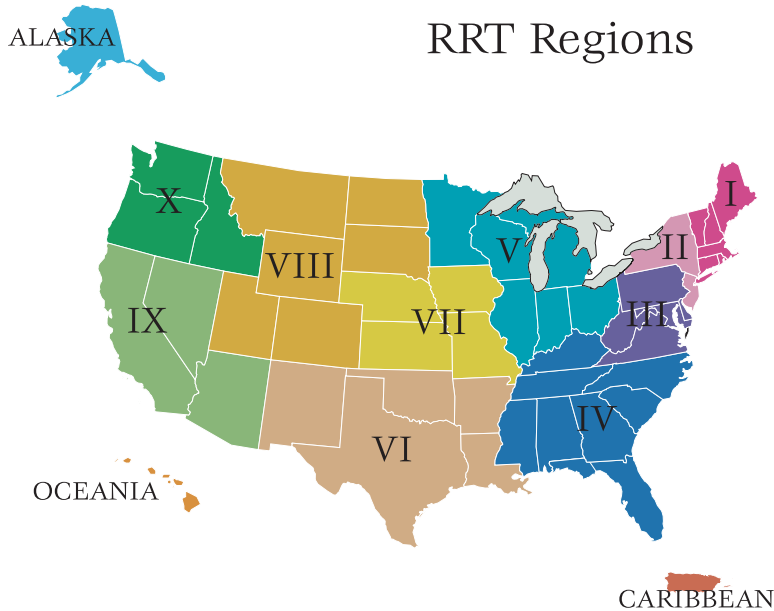 RRT Regions
ALASKA
I
X
II
V
VIII
III
IX
VII
IV
VI
OCEANIA
CARIBBEAN